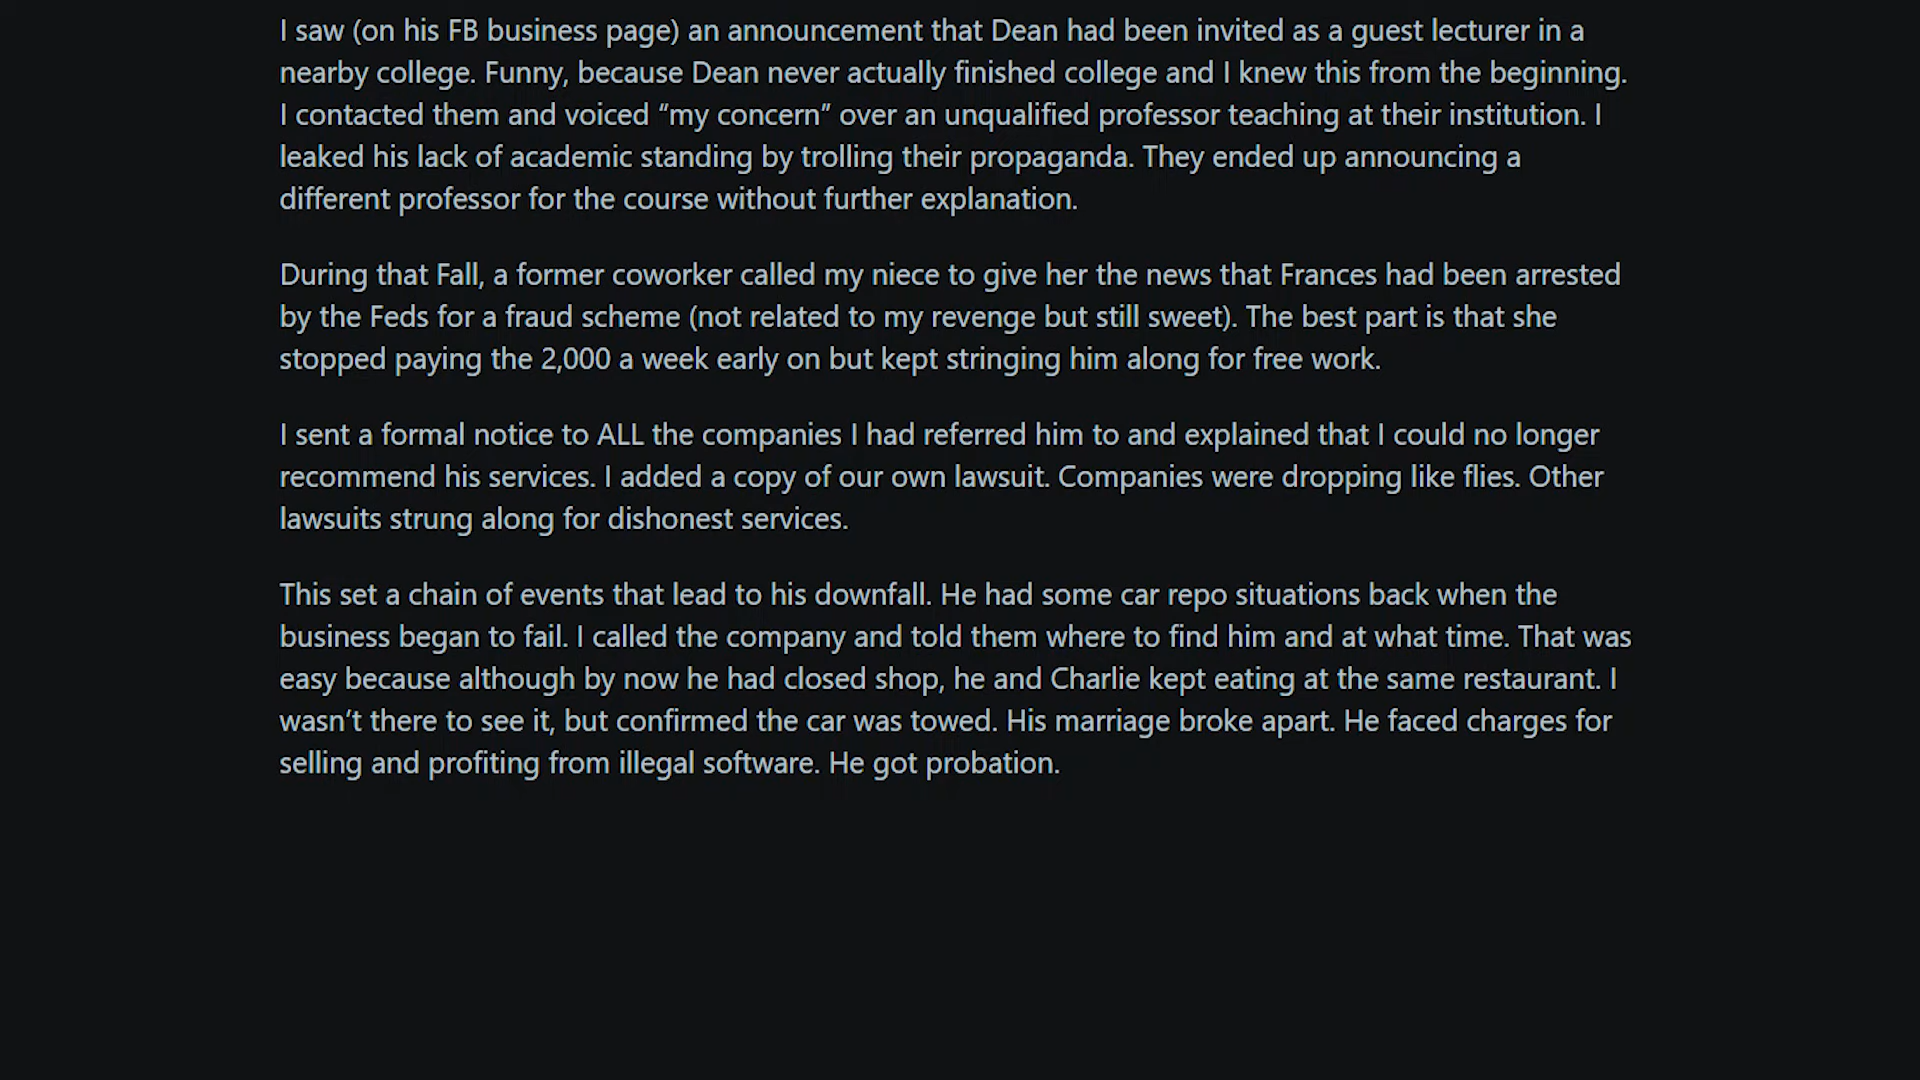 I saw (on his FB business page) an announcement that Dean had been invited as a guest lecturer in a
nearby college. Funny, because Dean never actually finished college and I knew this from the beginning.
I contacted them and voiced “my concern” over an unqualified professor teaching at their institution. I
leaked his lack of academic standing by trolling their propaganda. They ended up announcing a
different professor for the course without further explanation.
During that Fall, a former coworker called my niece to give her the news that Frances had been arrested
by the Feds for a fraud scheme (not related to my revenge but still sweet). The best part is that she
stopped paying the 2,000 a week early on but kept stringing him along for free work.
I sent a formal notice to ALL the companies I had referred him to and explained that I could no longer
recommend his services. I added a copy of our own lawsuit. Companies were dropping like flies. Other
lawsuits strung along for dishonest services.
This set a chain of events that lead to his downfall. He had some car repo situations back when the
business began to fail. I called the company and told them where to find him and at what time. That was
easy because although by now he had closed shop, he and Charlie kept eating at the same restaurant. I
wasn’t there to see it, but confirmed the car was towed. His marriage broke apart. He faced charges for
selling and profiting from illegal software. He got probation.